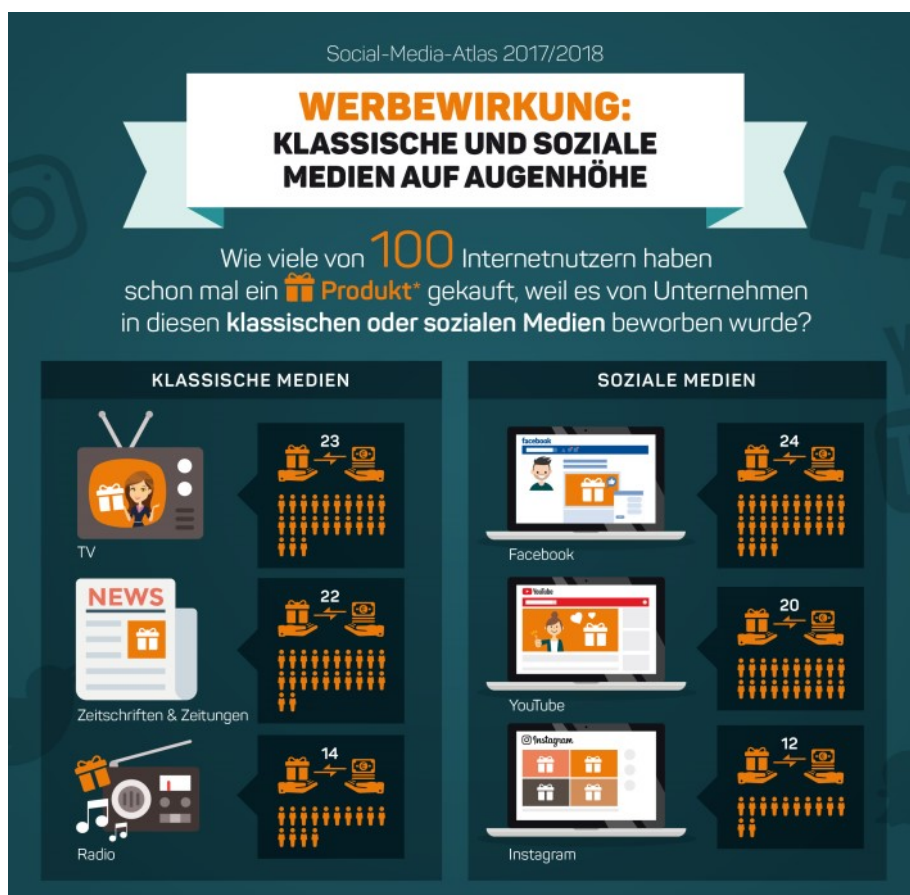 Social-Media-Atlas 2017/2018
WERBEWIRKUNG:
KLASSISCHE UND SOZIALE
MEDIEN AUF AUGENHÖHE
Wie viele von 100 Internetnutzern haben
schon mal ein Produkt* gekauft, weil es von Unternehmen
in diesen klassischen oder sozialen Medien beworben wurde?
KLASSISCHE MEDIEN
23
TV
NEWS
22
Zeitschriften & Zeitungen
14
Radio
SOZIALE MEDIEN
facebook
24
Facebook
YouTube
20
YouTube
Instagram
12
Instagram